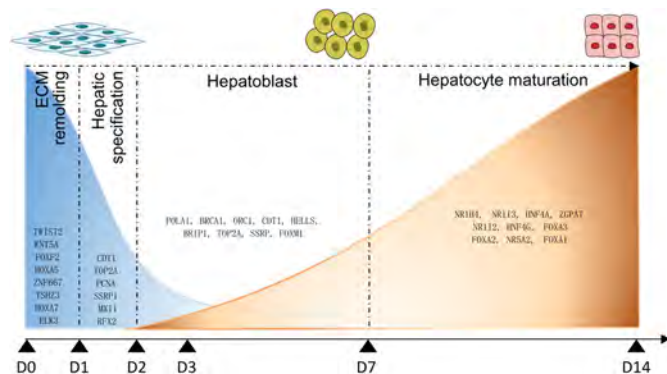 ECM
remolding
Hepatic
specification
Hepatoblast
Hepatocyte maturation
TWIST2
WNT5A
FOXF2
HOXA5
ZNF667
TSHZ3
HOXA7
ELK3
CDT1
TOP2A
PCNA
SSRP1
MXI1
RFX2
POLA1, BRCA1, ORC1, CDT1, HELLS,
BRIP1, TOP2A, SSRP, FOXM1
NR1H4, NR1I3, HNF4A, ZGPAT
NR1I2, HNF4G, FOXA3
FOXA2, NR5A2, FOXA1
D0 D1 D2 D3 D7 D14